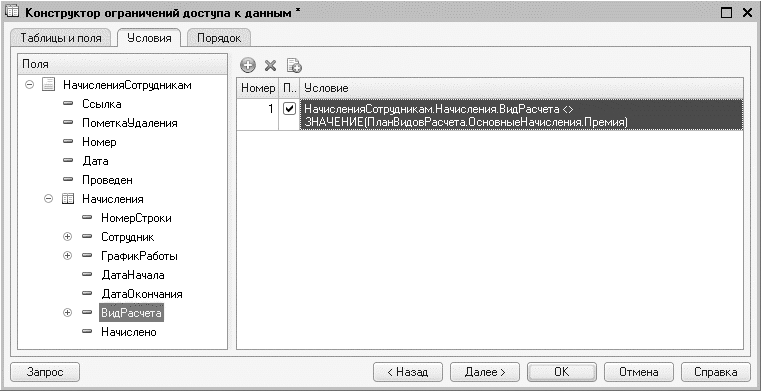 Конструктор ограничений доступа к данным *
Таблицы и поля
Условия
Порядок
Поля
НачисленияСотрудникам
Ссылка
ПометкаУдаления
Номер
Дата
Проведен
Начисления
НомерСтроки
Сотрудник
ГрафикРаботы
ДатаНачала
ДатаОкончания
ВидРасчета
Начислено
Номер П.. Условие
1 НачисленияСотрудникам.Начисления.ВидРасчета <>
ЗНАЧЕНИЕ(ПланВидовРасчета.ОсновныеНачисления.Премия)
Запрос
< Назад
Далее >
OK
Отмена
Справка